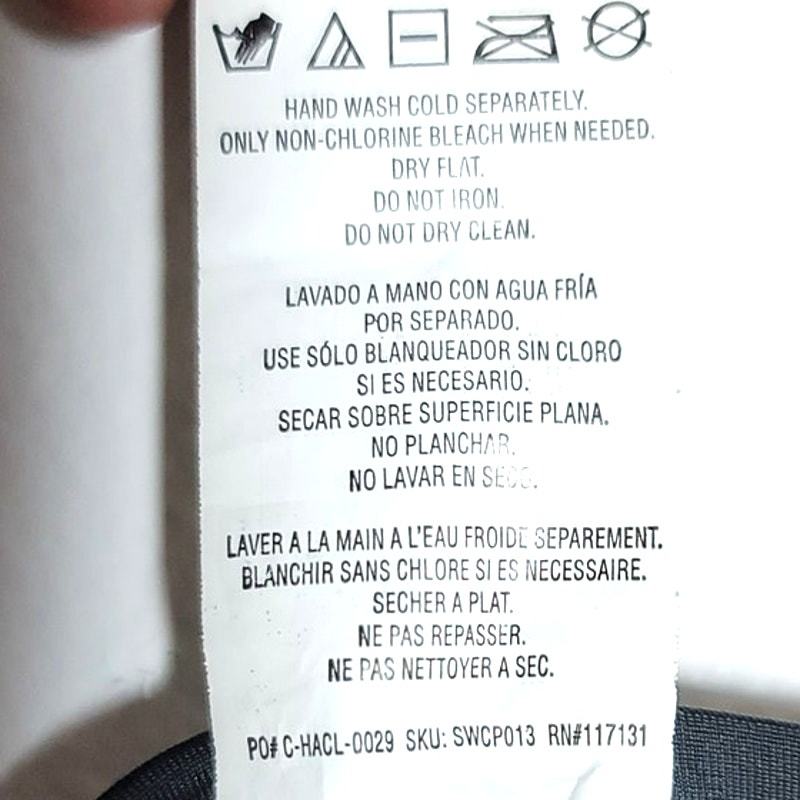 HAND WASH COLD SEPARATELY.
ONLY NON-CHLORINE BLEACH WHEN NEEDED.
DRY FLAT.
DO NOT IRON.
DO NOT DRY CLEAN.
LAVADO A MANO CON AGUA FRÍA
POR SEPARADO.
USE SÓLO BLANQUEADOR SIN CLORO
SI ES NECESARIO.
SECAR SOBRE SUPERFICIE PLANA.
NO PLANCHAR.
NO LAVAR EN SECO.
LAVER A LA MAIN A L'EAU FROIDE SEPAREMENT.
BLANCHIR SANS CHLORE SI ES NECESSAIRE.
SECHER A PLAT.
NE PAS REPASSER.
NE PAS NETTOYER A SEC.
PO# C-HACL-0029 SKU: SWCP013 RN#117131